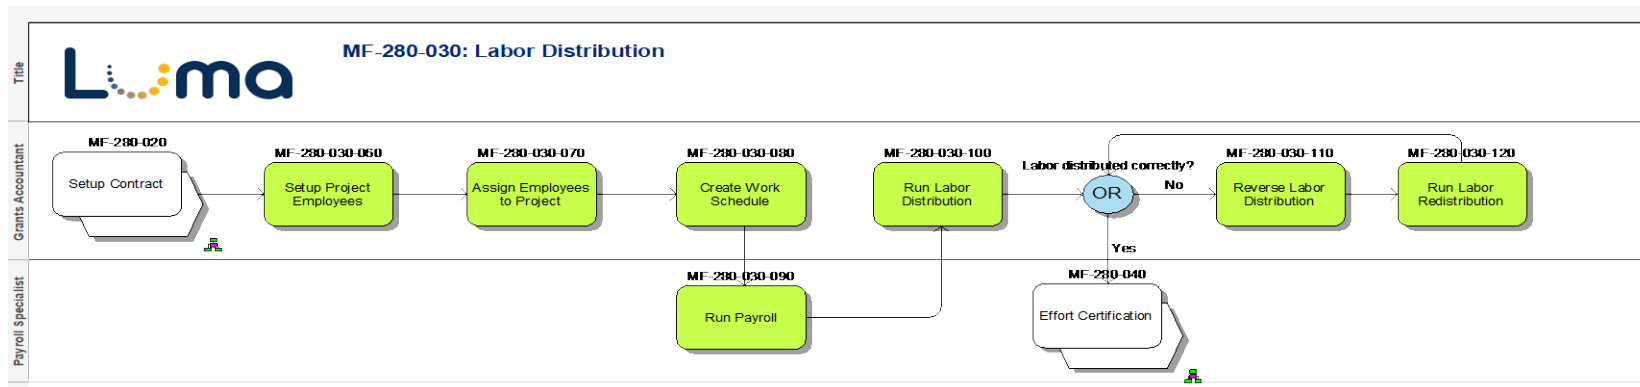 Title
Luma
MF-280-030: Labor Distribution
Grants Accountant
MF-280-020
Setup Contract
MF-280-030-060
Setup Project
Employees
MF-280-030-070
Assign Employees
to Project
MF-280-030-080
Create Work
Schedule
MF-280-030-100
Run Labor
Distribution
Labor distributed correctly?
OR
No
Yes
MF-280-030-110
Reverse Labor
Distribution
MF-280-030-120
Run Labor
Redistribution
Payroll Specialist
MF-280-030-090
Run Payroll
MF-280-040
Effort Certification